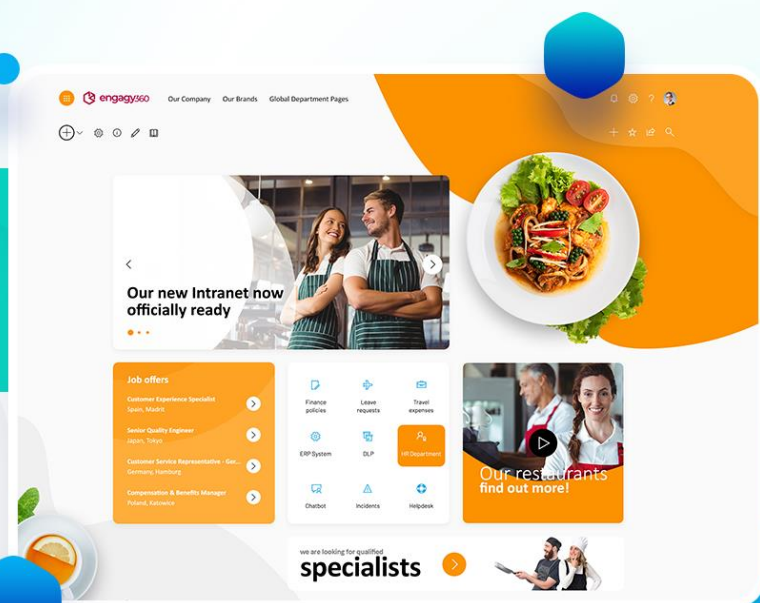 engagy360 Our Company Our Brands Global Department Pages
?
Our new Intranet now
officially ready
Job offers
Customer Experience Specialist
Spain, Madrid
Senior Quality Engineer
Japan, Tokyo
Customer Service Representative - Ger...
Germany, Hamburg
Compensation & Benefits Manager
Poland, Katowice
Finance
policies
Leave
requests
Travel
expenses
ERP System
DLP
HR Department
Chatbot
Incidents
Helpdesk
Our restaurants
find out more!
we are looking for qualified
specialists